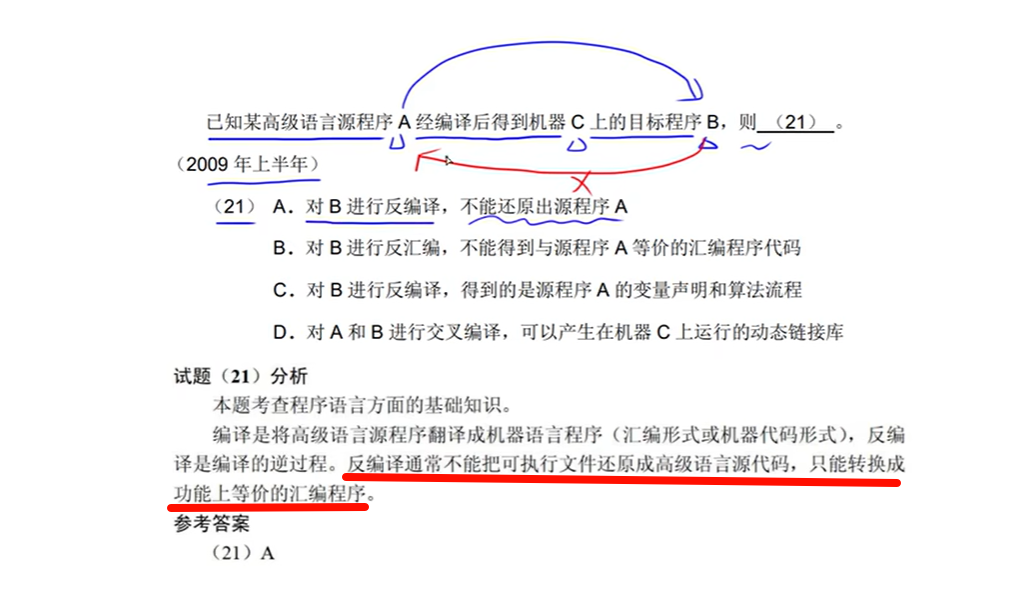 已知某高级语言源程序 A 经编译后得到机器 C 上的目标程序 B，则 （21） 。
（2009 年上半年）
（21） A．对 B 进行反编译，不能还原出源程序 A
B．对 B 进行反汇编，不能得到与源程序 A 等价的汇编程序代码
C．对 B 进行反编译，得到的是源程序 A 的变量声明和算法流程
D．对 A 和 B 进行交叉编译，可以产生在机器 C 上运行的动态链接库
试题（21）分析
本题考查程序语言方面的基础知识。
编译是将高级语言源程序翻译成机器语言程序（汇编形式或机器代码形式），反编
译是编译的逆过程。反编译通常不能把可执行文件还原成高级语言源代码，只能转换成
功能上等价的汇编程序。
参考答案
（21）A